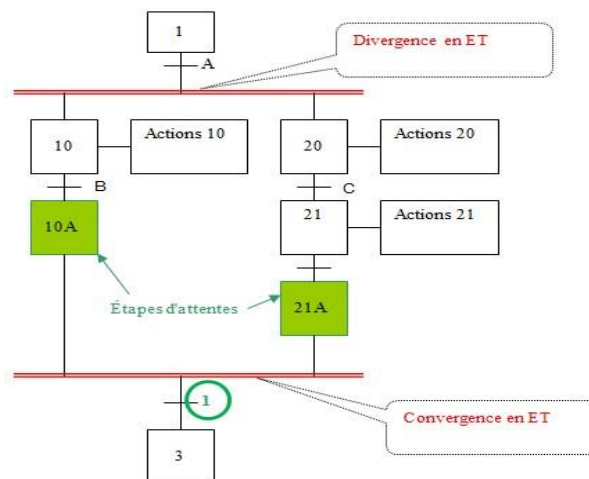 1
Divergence en ET
A
10
Actions 10
20
Actions 20
B
C
10A
21
Actions 21
Étapes d'attentes
21A
1
Convergence en ET
3